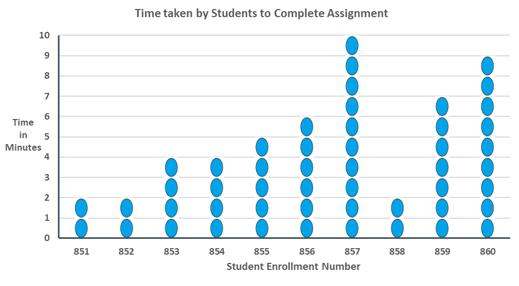 Time taken by Students to Complete Assignment
10
9
8
7
6
5
4
3
2
1
0
Time
in
Minutes
851 852 853 854 855 856 857 858 859 860
Student Enrollment Number